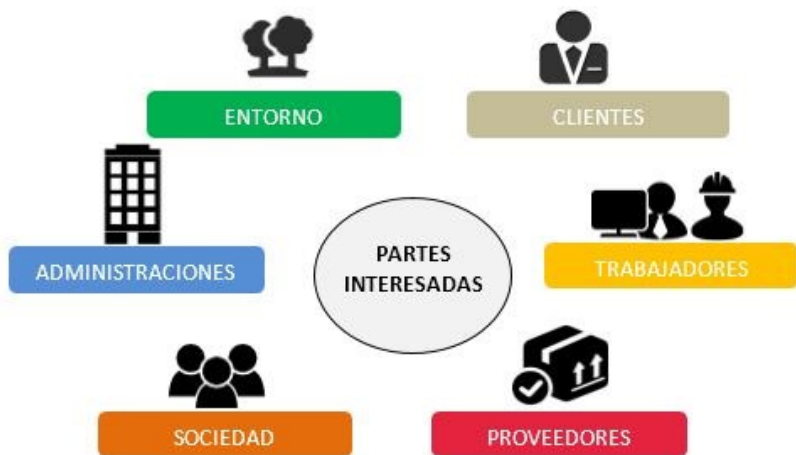 ENTORNO
CLIENTES
ADMINISTRACIONES
PARTES
INTERESADAS
TRABAJADORES
SOCIEDAD
PROVEEDORES